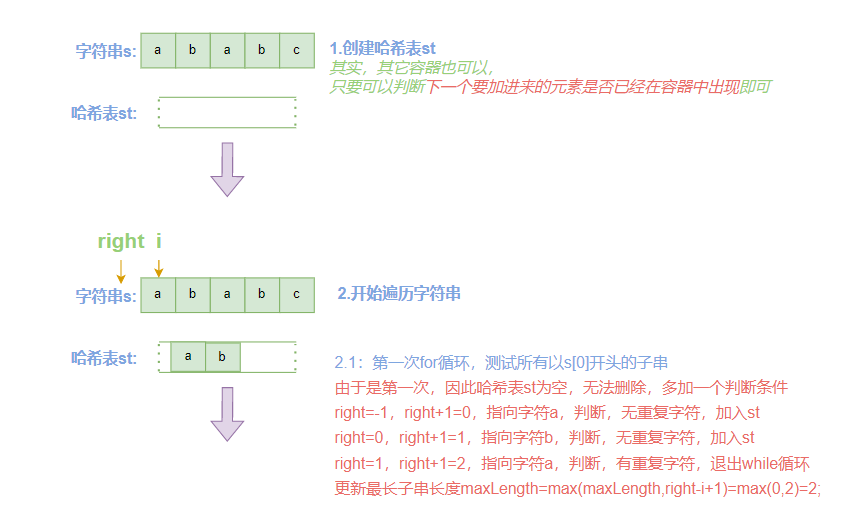 字符串s: a b a b c
1.创建哈希表st
其实，其它容器也可以，
只要可以判断下一个要加进来的元素是否已经在容器中出现即可
哈希表st:
right i
字符串s: a b a b c
2.开始遍历字符串
哈希表st: a b
2.1：第一次for循环，测试所有以s[0]开头的子串
由于是第一次，因此哈希表st为空，无法删除，多加一个判断条件
right=-1，right+1=0，指向字符a，判断，无重复字符，加入st
right=0，right+1=1，指向字符b，判断，无重复字符，加入st
right=1，right+1=2，指向字符a，判断，有重复字符，退出while循环
更新最长子串长度maxLength=max(maxLength,right-i+1)=max(0,2)=2;